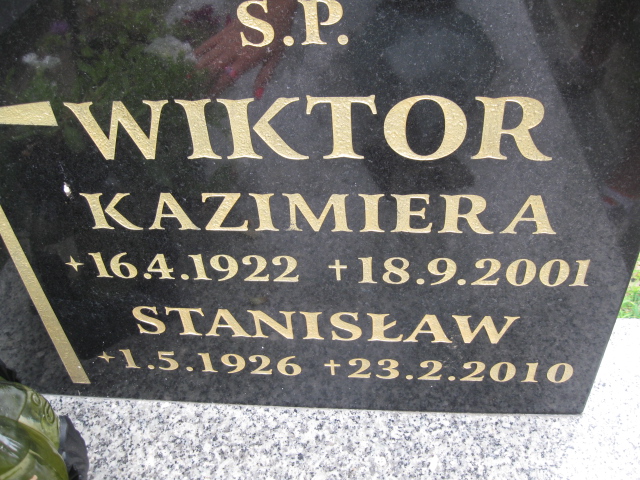 S.P.
WIKTOR
KAZIMIERA
+16.4.1922 +18.9.2001
STANISŁAW
+1.5.1926 +23.2.2010